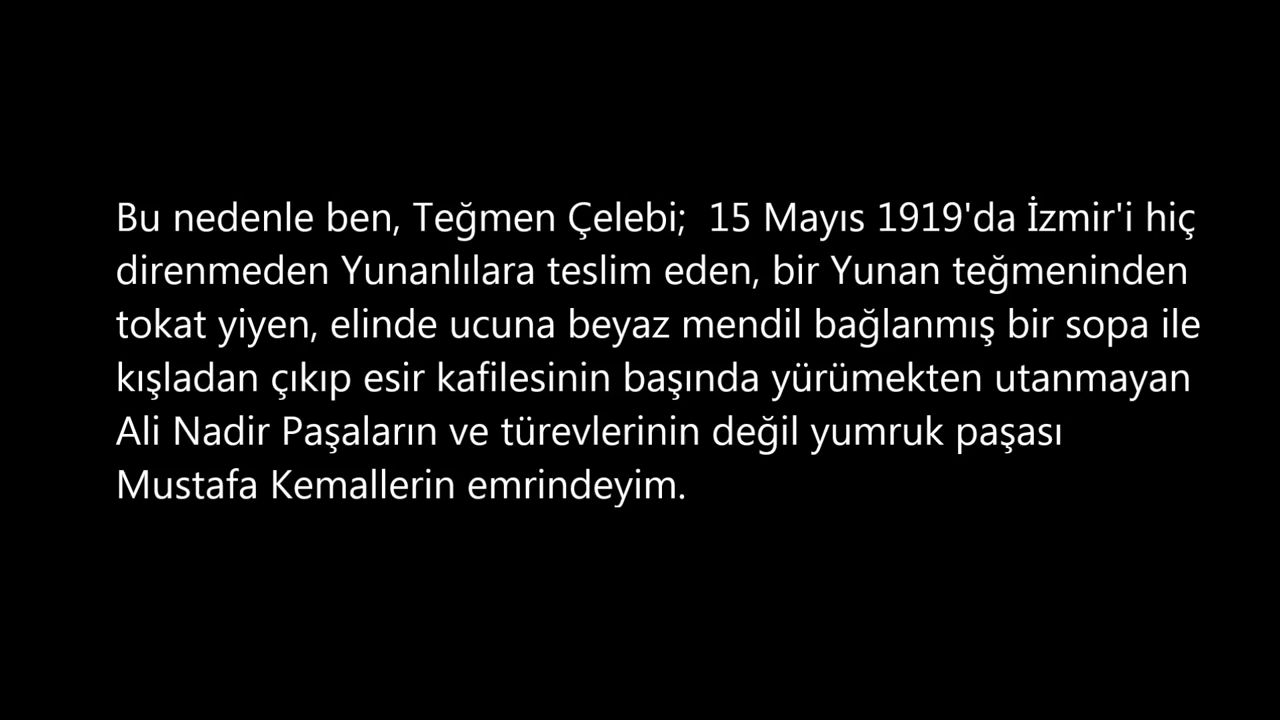 Bu nedenle ben, Teğmen Çelebi;  15 Mayıs 1919'da İzmir'i hiç
direnmeden Yunanlılara teslim eden, bir Yunan teğmeninden
tokat yiyen, elinde ucuna beyaz mendil bağlanmış bir sopa ile
kışladan çıkıp esir kafilesinin başında yürümekten utanmayan
Ali Nadir Paşaların ve türevlerinin değil yumruk paşası
Mustafa Kemallerin emrindeyim.